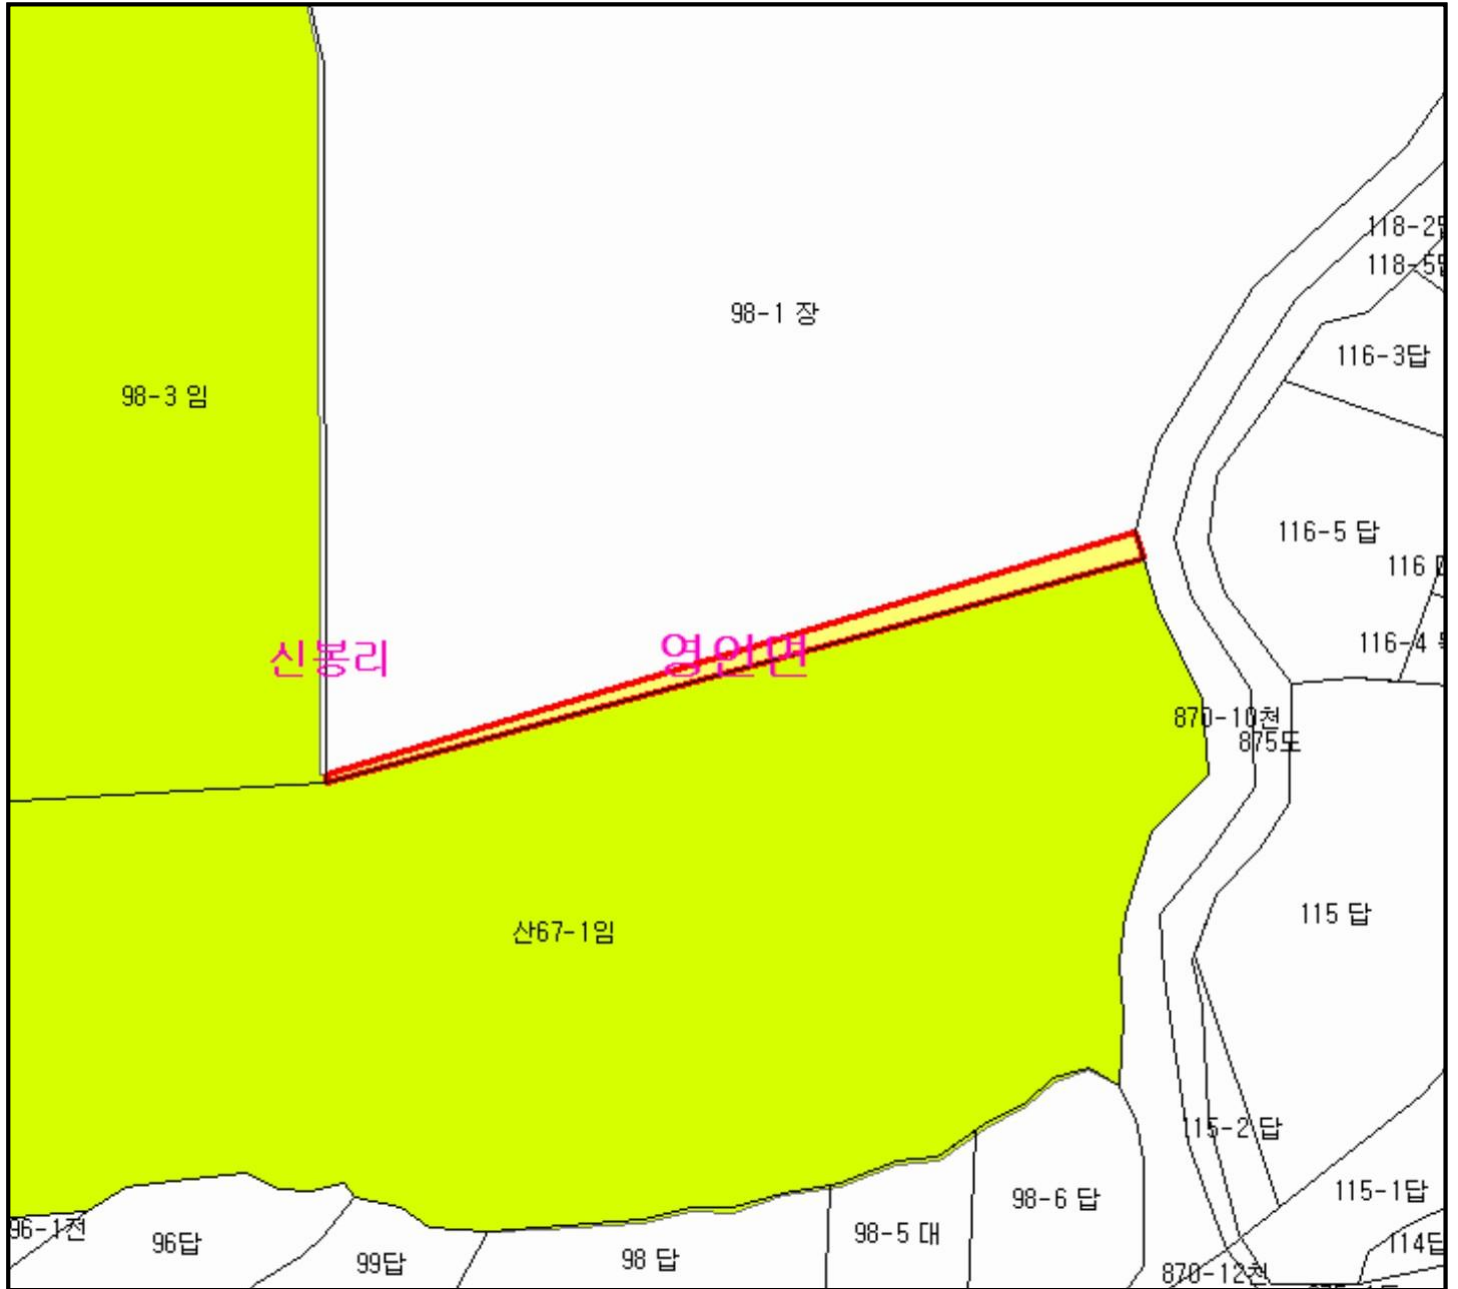 118-2답
118-5답
98-1 장
116-3답
98-3 임
116-5 답
116
116-4
신봉리
영인면
870-10천
875도
115 답
산67-1임
115-2 답
115-1답
98-6 답
96-1전
96답
98-5 대
114답
99답
98 답
870-12천